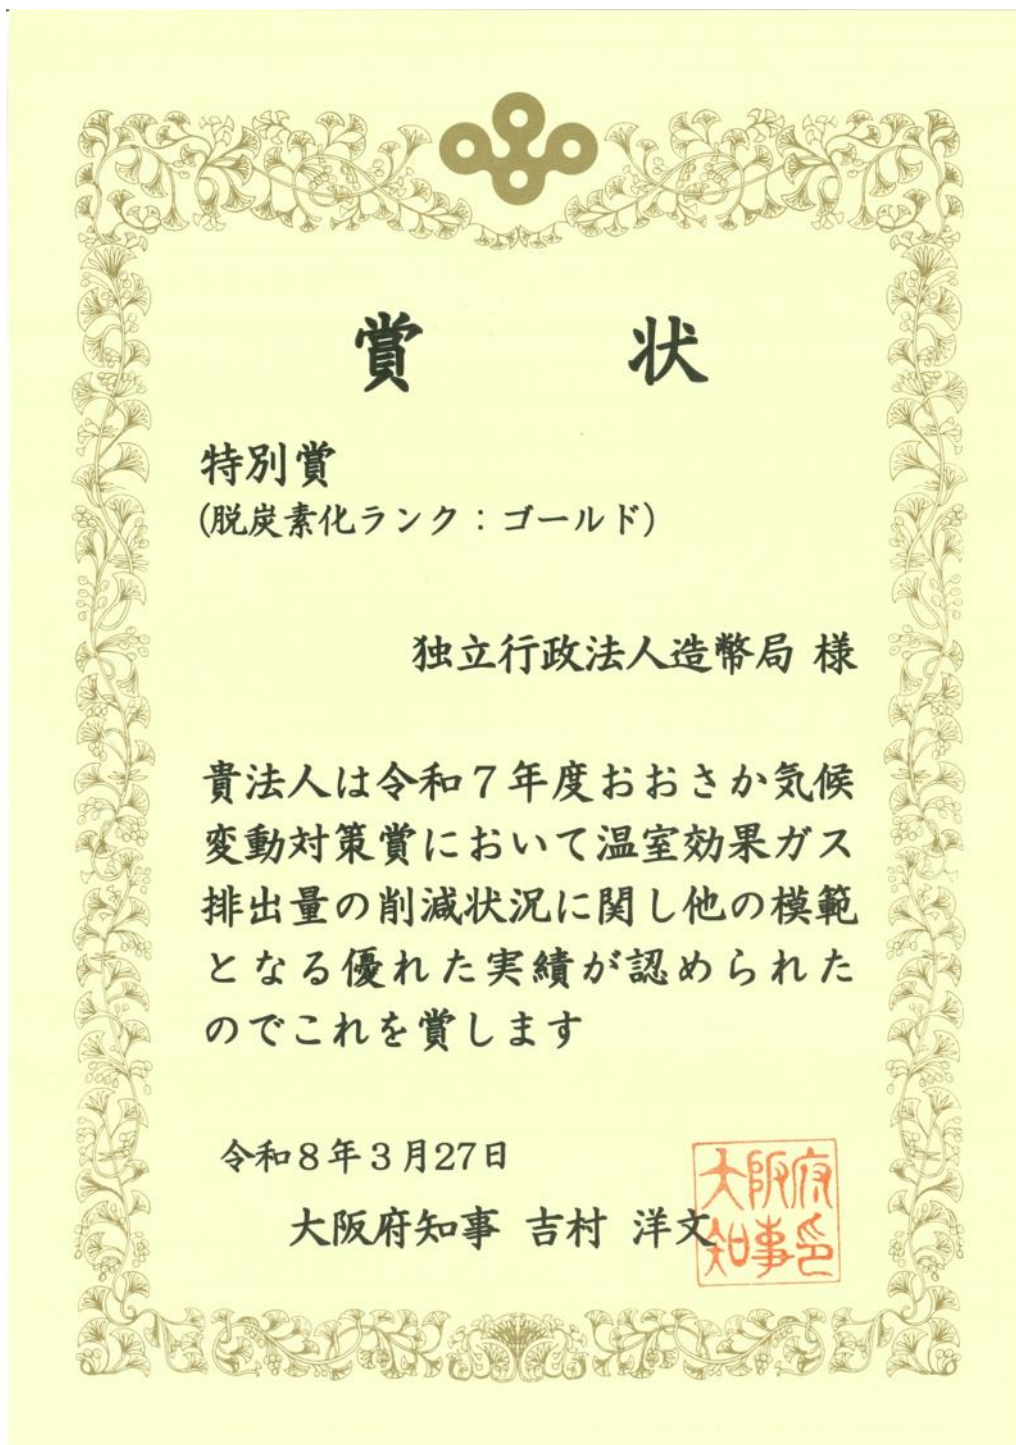 賞 状
特別賞
(脱炭素化ランク：ゴールド)
独立行政法人造幣局 様
貴法人は令和７年度おおさか気候
変動対策賞において温室効果ガス
排出量の削減状況に関し他の模範
となる優れた実績が認められた
のでこれを賞します
令和８年３月27日
大阪府知事 吉村 洋文
大阪府
知事印